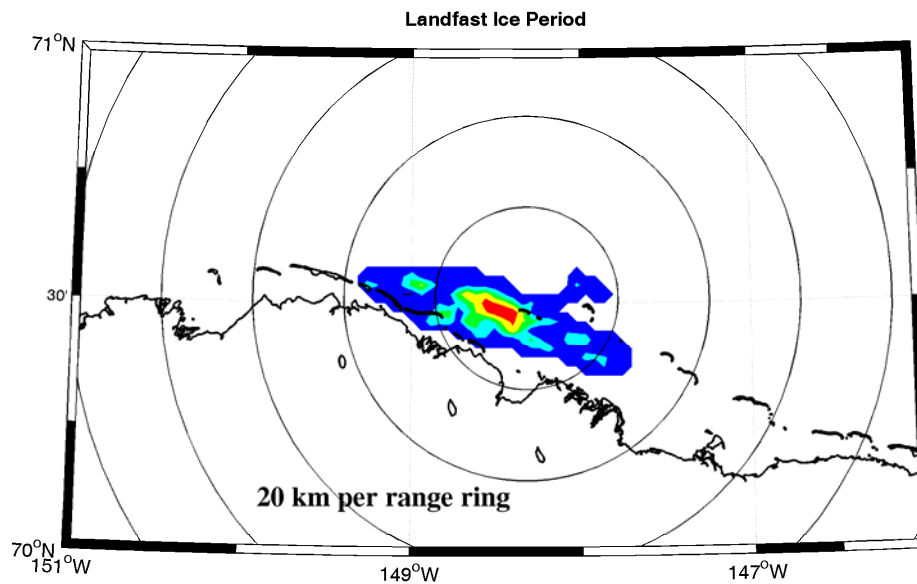 Landfast Ice Period
71°N
30'
20 km per range ring
70°N
151°W
149°W
147°W